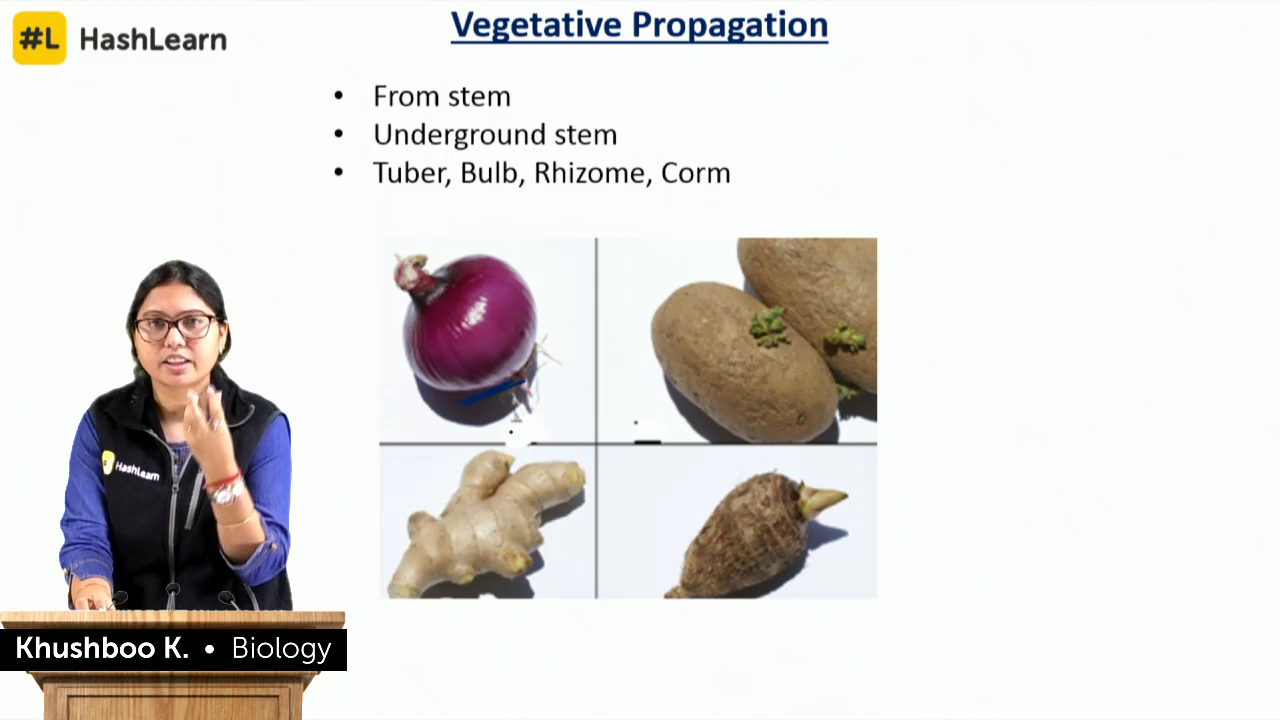 #L HashLearn
Vegetative Propagation
• From stem
• Underground stem
• Tuber, Bulb, Rhizome, Corm
HashLearn
Khushboo K. • Biology